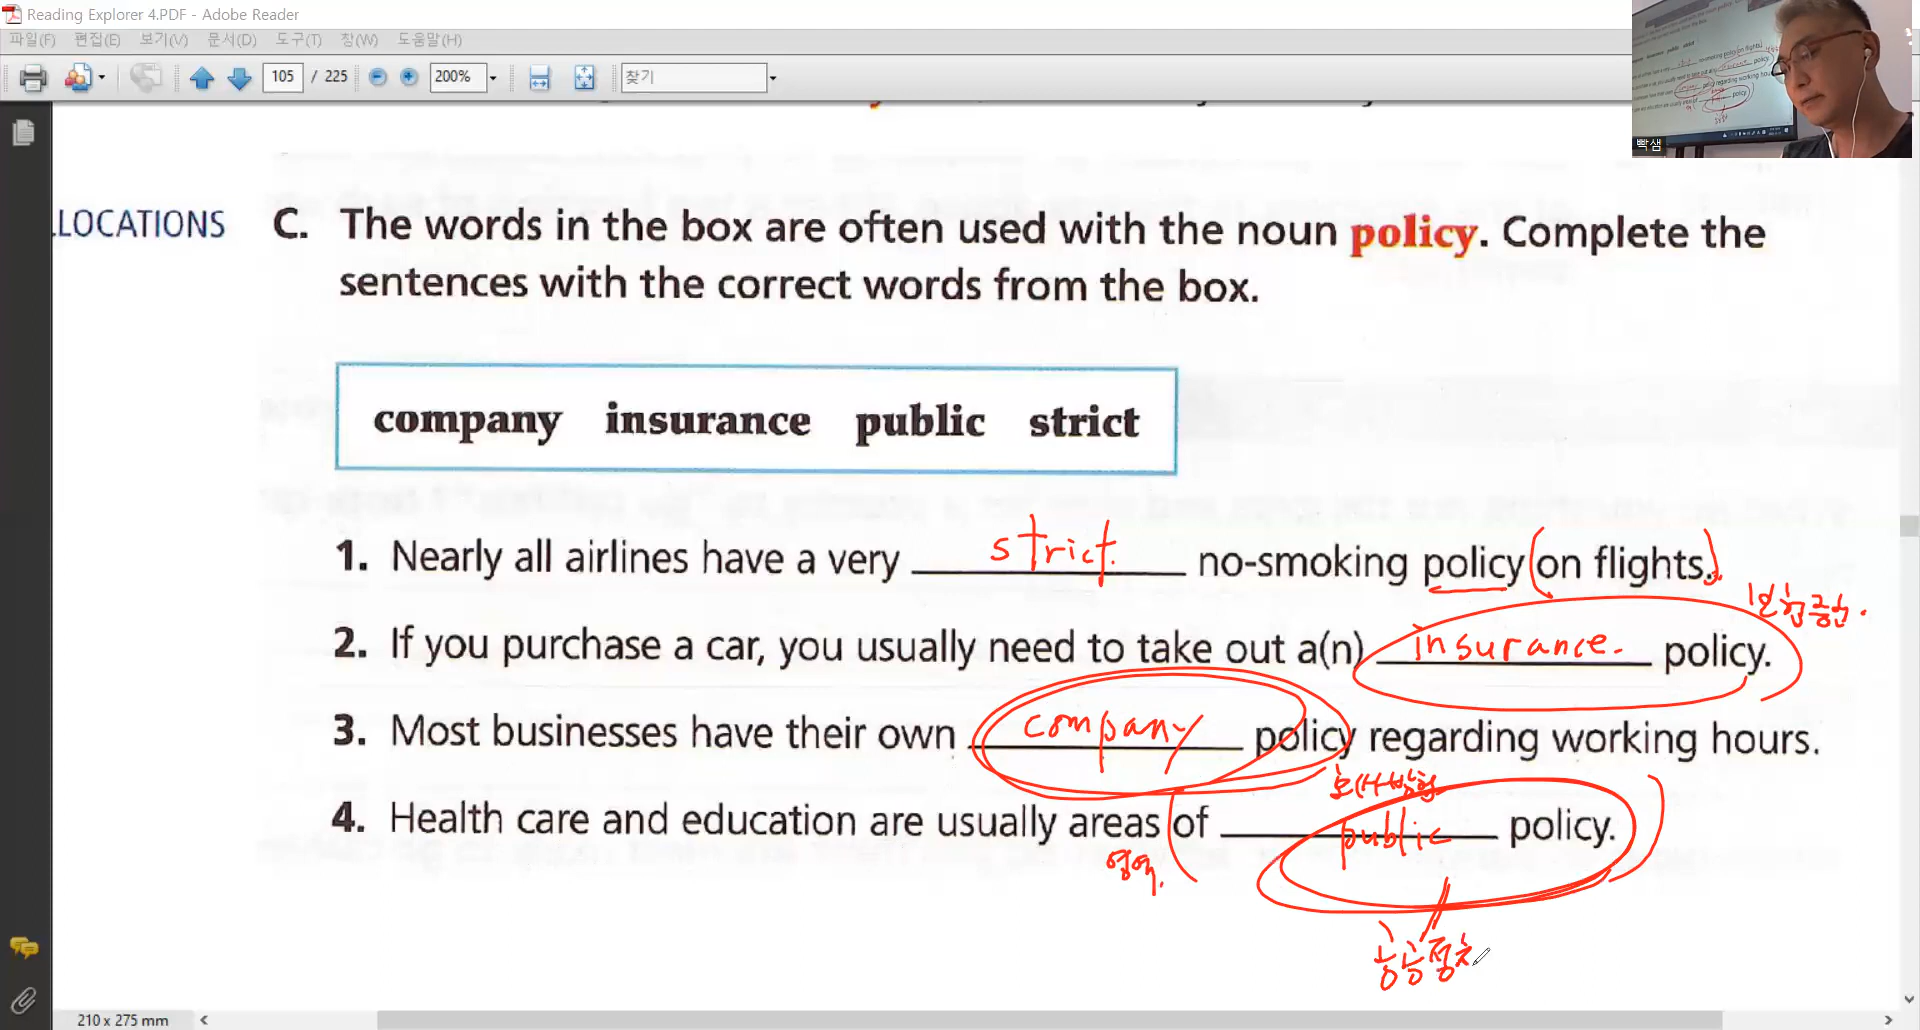 Reading Explorer 4.PDF - Adobe Reader
파일(F) 편집(E) 보기(V) 문서(D) 도구(T) 창(W) 도움말(H)
105 / 225 200% 찾기
빡샘
LOCATIONS
C. The words in the box are often used with the noun policy. Complete the
sentences with the correct words from the box.
company insurance public strict
1. Nearly all airlines have a very strict no-smoking policy (on flights.)
보험증권.
2. If you purchase a car, you usually need to take out a(n) insurance. policy.
3. Most businesses have their own company policy regarding working hours.
회사방침
4. Health care and education are usually areas (of public policy.)
영역.
공공정
210 x 275 mm